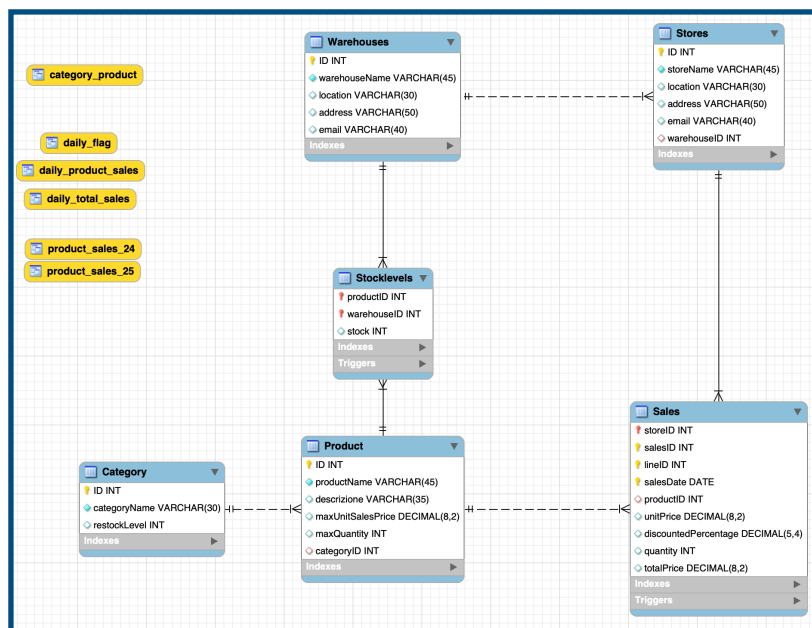 category_product
daily_flag
daily_product_sales
daily_total_sales
product_sales_24
product_sales_25
Warehouses
ID INT
warehouseName VARCHAR(45)
location VARCHAR(30)
address VARCHAR(50)
email VARCHAR(40)
Indexes
Stores
ID INT
storeName VARCHAR(45)
location VARCHAR(30)
address VARCHAR(50)
email VARCHAR(40)
warehouseID INT
Indexes
Stocklevels
productID INT
warehouseID INT
stock INT
Indexes
Triggers
Category
ID INT
categoryName VARCHAR(30)
restockLevel INT
Indexes
Product
ID INT
productName VARCHAR(45)
descrizione VARCHAR(35)
maxUnitSalesPrice DECIMAL(8,2)
maxQuantity INT
categoryID INT
Indexes
Sales
storeID INT
salesID INT
lineID INT
salesDate DATE
productID INT
unitPrice DECIMAL(8,2)
discountedPercentage DECIMAL(5,4)
quantity INT
totalPrice DECIMAL(8,2)
Indexes
Triggers